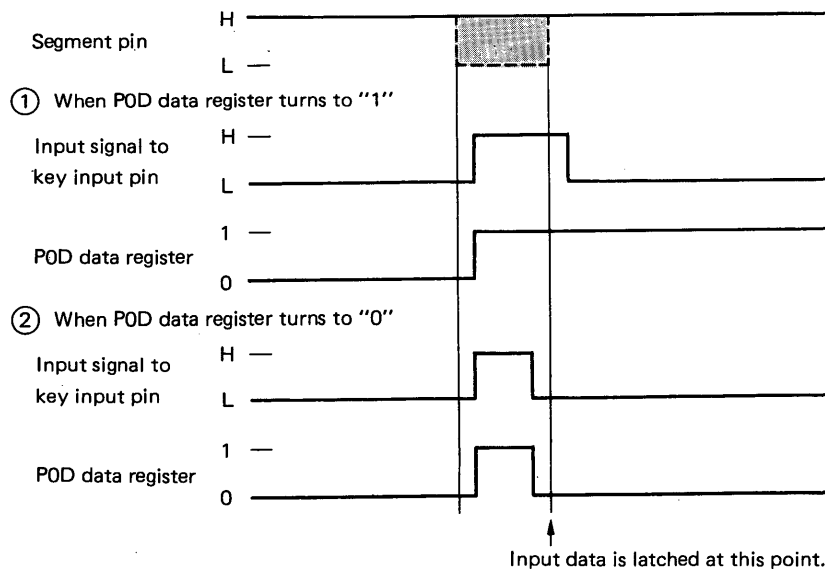 H
Segment pin
L
① When P0D data register turns to "1"
Input signal to
key input pin
H
L
P0D data register
1
0
② When P0D data register turns to "0"
Input signal to
key input pin
H
L
P0D data register
1
0
Input data is latched at this point.